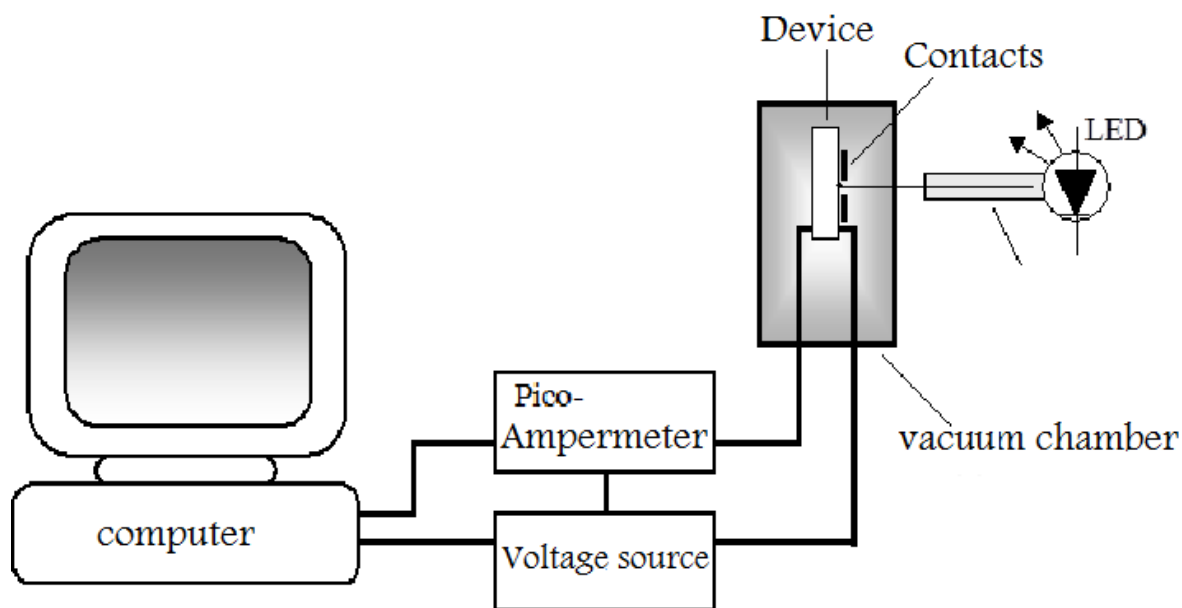 Device
Contacts
LED
Pico-
Ampermeter
vacuum chamber
computer
Voltage source